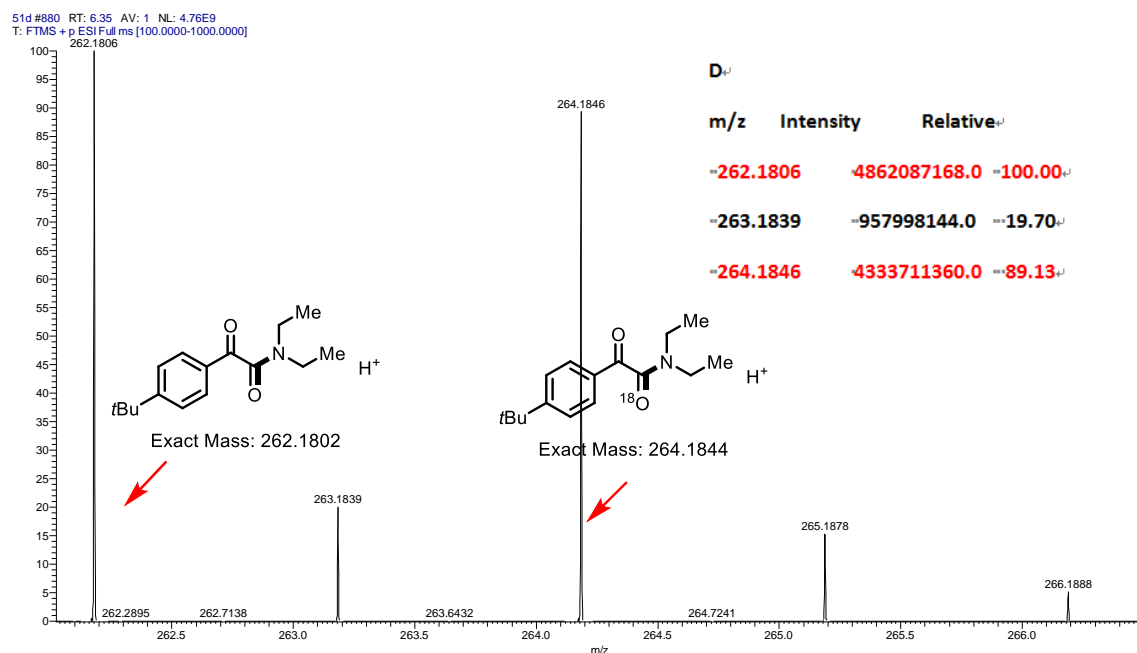 51d #880 RT: 6.35 AV: 1 NL: 4.76E9
T: FTMS + p ESI Full ms [100.0000-1000.0000]
262.1806
100
95
90
85
80
75
70
65
60
55
50
45
40
35
30
25
20
15
10
5
0
264.1846
D
m/z Intensity Relative
262.1806 4862087168.0 100.00
263.1839 957998144.0 19.70
264.1846 4333711360.0 89.13
O
Me
N
Me
O
tBu
H+
Exact Mass: 262.1802
O
Me
N
Me
18O
tBu
H+
Exact Mass: 264.1844
263.1839
265.1878
266.1888
262.2895
262.7138
263.6432
264.7241
262.5
263.0
263.5
264.0
264.5
265.0
265.5
266.0
m/z